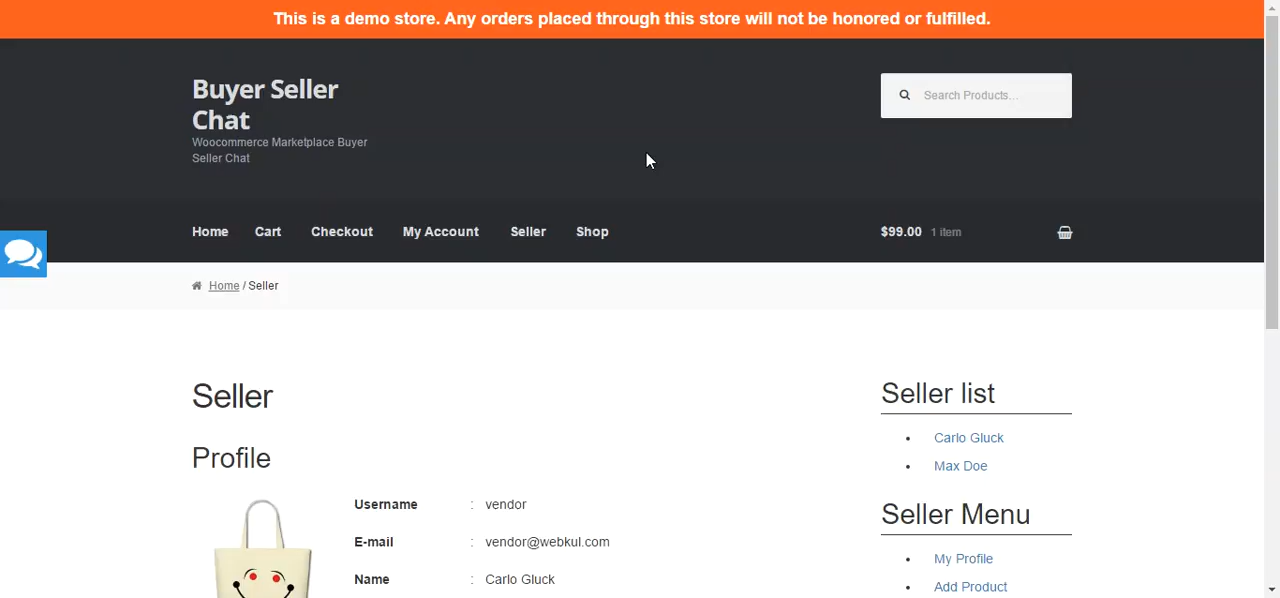 This is a demo store. Any orders placed through this store will not be honored or fulfilled.
Buyer Seller
Chat
Woocommerce Marketplace Buyer
Seller Chat
Search Products...
Home Cart Checkout My Account Seller Shop
$99.00 1 item
Home / Seller
Seller
Profile
Username : vendor
E-mail : vendor@webkul.com
Name : Carlo Gluck
Seller list
• Carlo Gluck
• Max Doe
Seller Menu
• My Profile
• Add Product